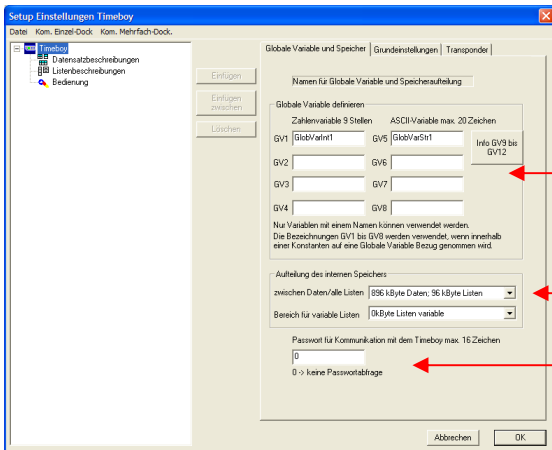 Setup Einstellungen Timeboy
Datei Kom. Einzel-Dock Kom. Mehrfach-Dock.
Timeboy
Datensatzbeschreibungen
Listenbeschreibungen
Bedienung
Einfügen
Einfügen
zwischen
Löschen
Globale Variable und Speicher Grundeinstellungen Transponder
Namen für Globale Variable und Speicheraufteilung
Globale Variable definieren
Zahlenvariable 9 Stellen ASCII-Variable max. 20 Zeichen
GV1 GlobVarInt1 GV5 GlobVarStr1
Info GV9 bis
GV12
GV2 GV6
GV3 GV7
GV4 GV8
Nur Variablen mit einem Namen können verwendet werden.
Die Bezeichnungen GV1 bis GV8 werden verwendet, wenn innerhalb
einer Konstanten auf eine Globale Variable Bezug genommen wird.
Aufteilung des internen Speichers
zwischen Daten/alle Listen 896 kByte Daten; 96 kByte Listen
Bereich für variable Listen 0kByte Listen variable
Passwort für Kommunikation mit dem Timeboy max. 16 Zeichen
0
0 -> keine Passwortabfrage
Abbrechen OK